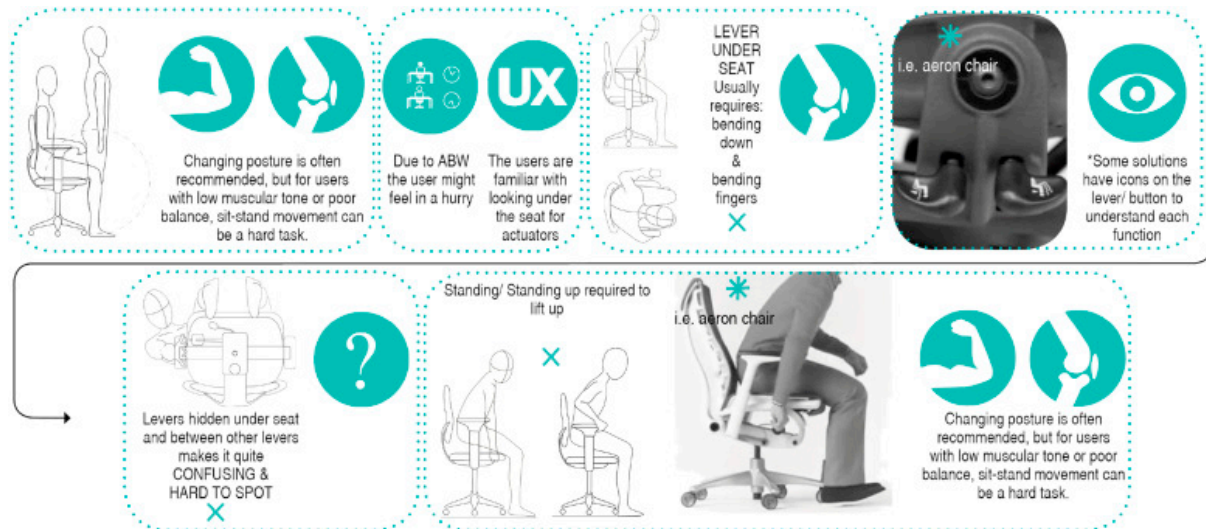 Changing posture is often
recommended, but for users
with low muscular tone or poor
balance, sit-stand movement can
be a hard task.
Due to ABW
the user might
feel in a hurry
UX
The users are
familiar with
looking under
the seat for
actuators
LEVER
UNDER
SEAT
Usually
requires:
bending
down
&
bending
fingers
i.e. aeron chair
*Some solutions
have icons on the
lever/ button to
understand each
function
Levers hidden under seat
and between other levers
makes it quite
CONFUSING &
HARD TO SPOT
?
Standing/ Standing up required to
lift up
i.e. aeron chair
Changing posture is often
recommended, but for users
with low muscular tone or poor
balance, sit-stand movement can
be a hard task.